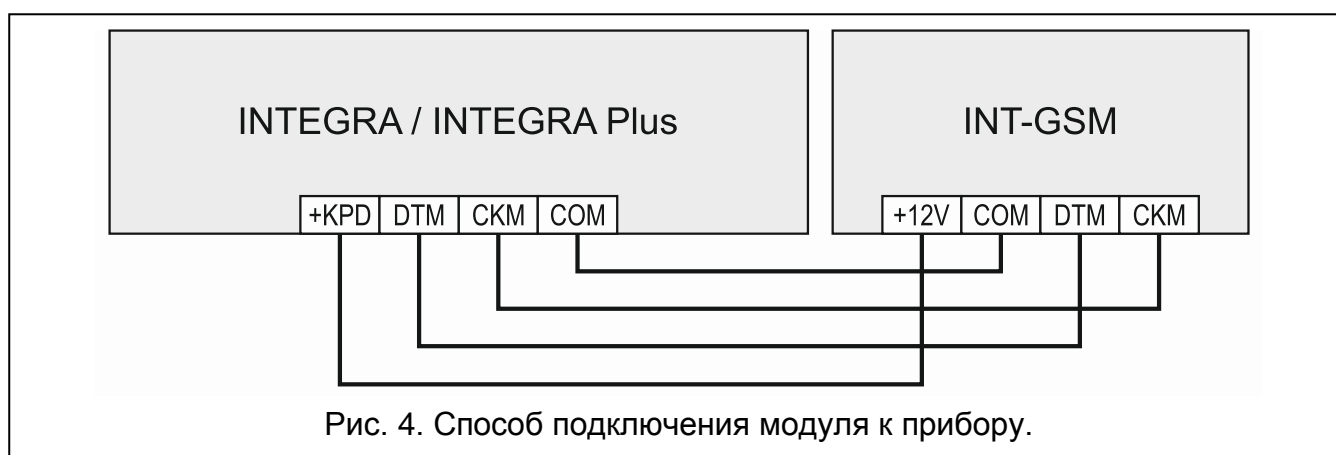 INTEGRA / INTEGRA Plus
+KPD DTM CKM COM
INT-GSM
+12V COM DTM CKM
Рис. 4. Способ подключения модуля к прибору.